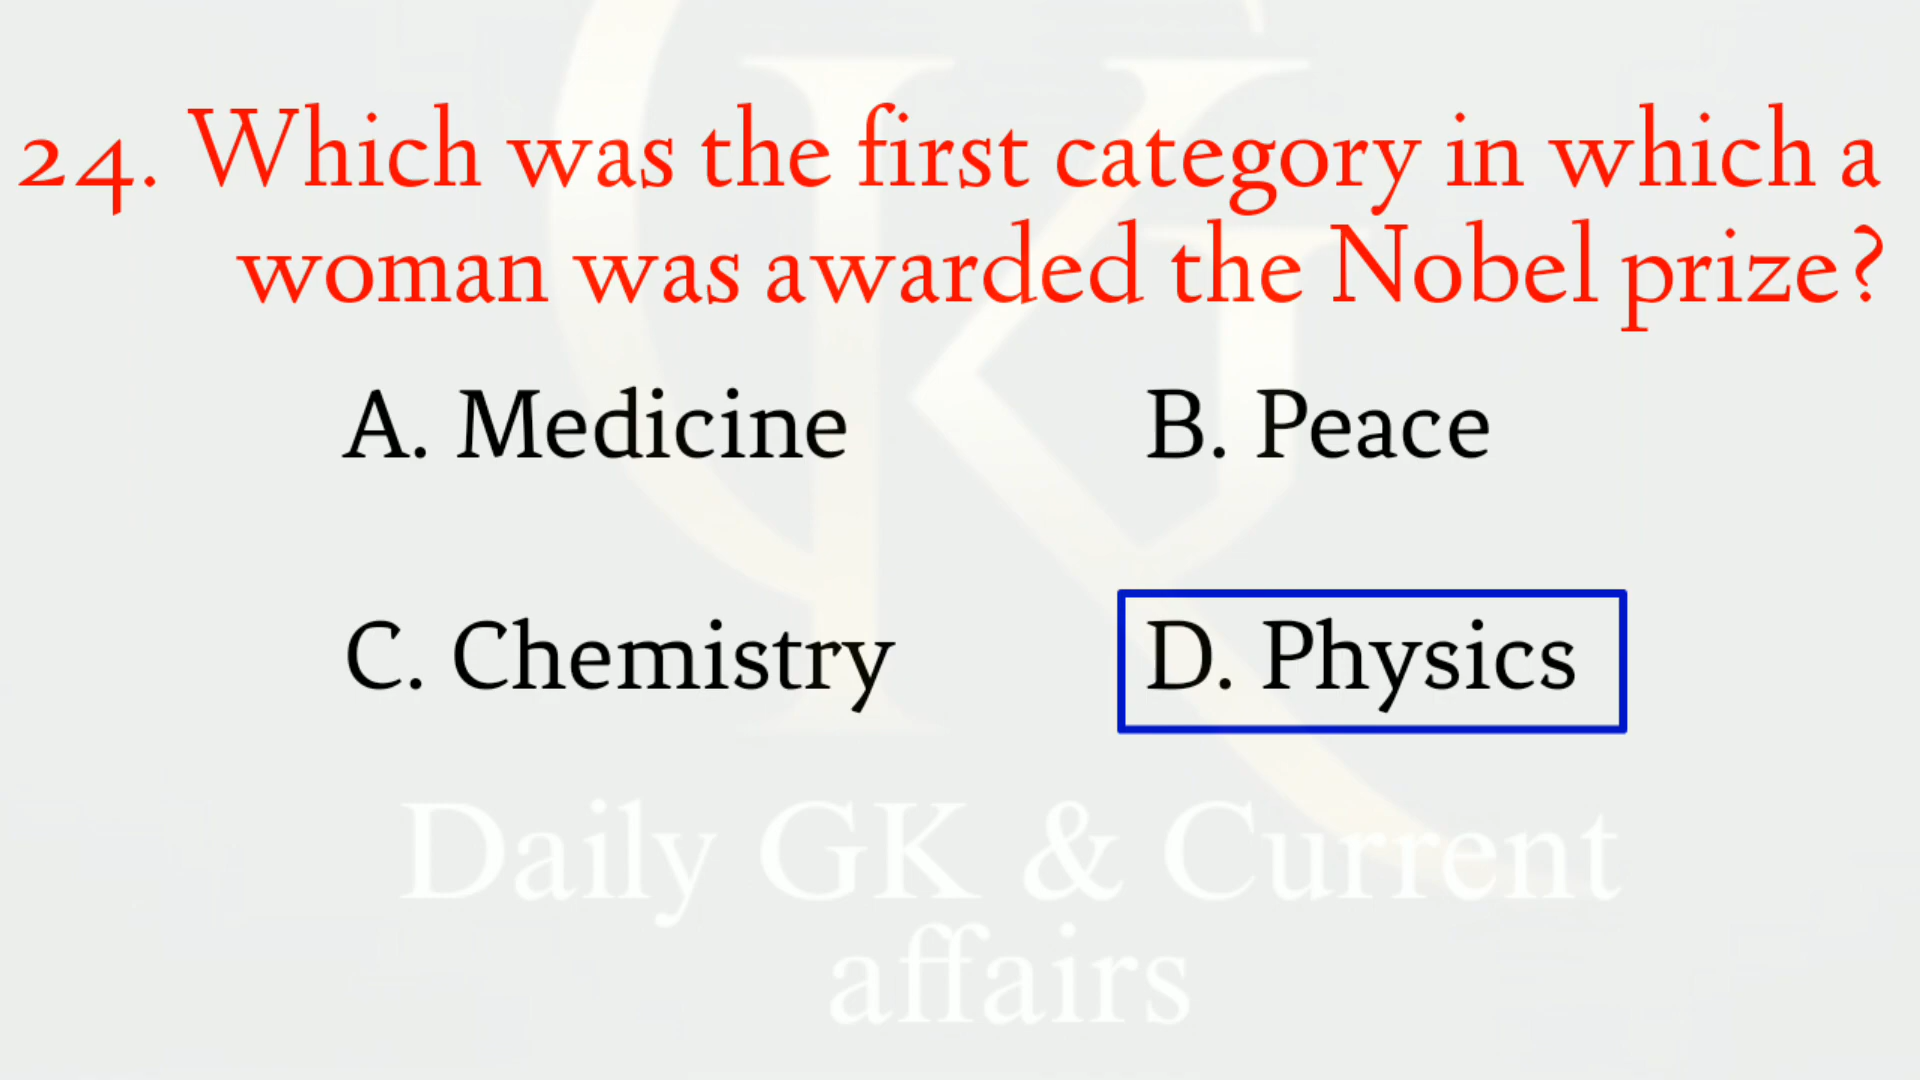 24. Which was the first category in which a
woman was awarded the Nobel prize?
A. Medicine
B. Peace
C. Chemistry
D. Physics
Daily GK & Current
affairs